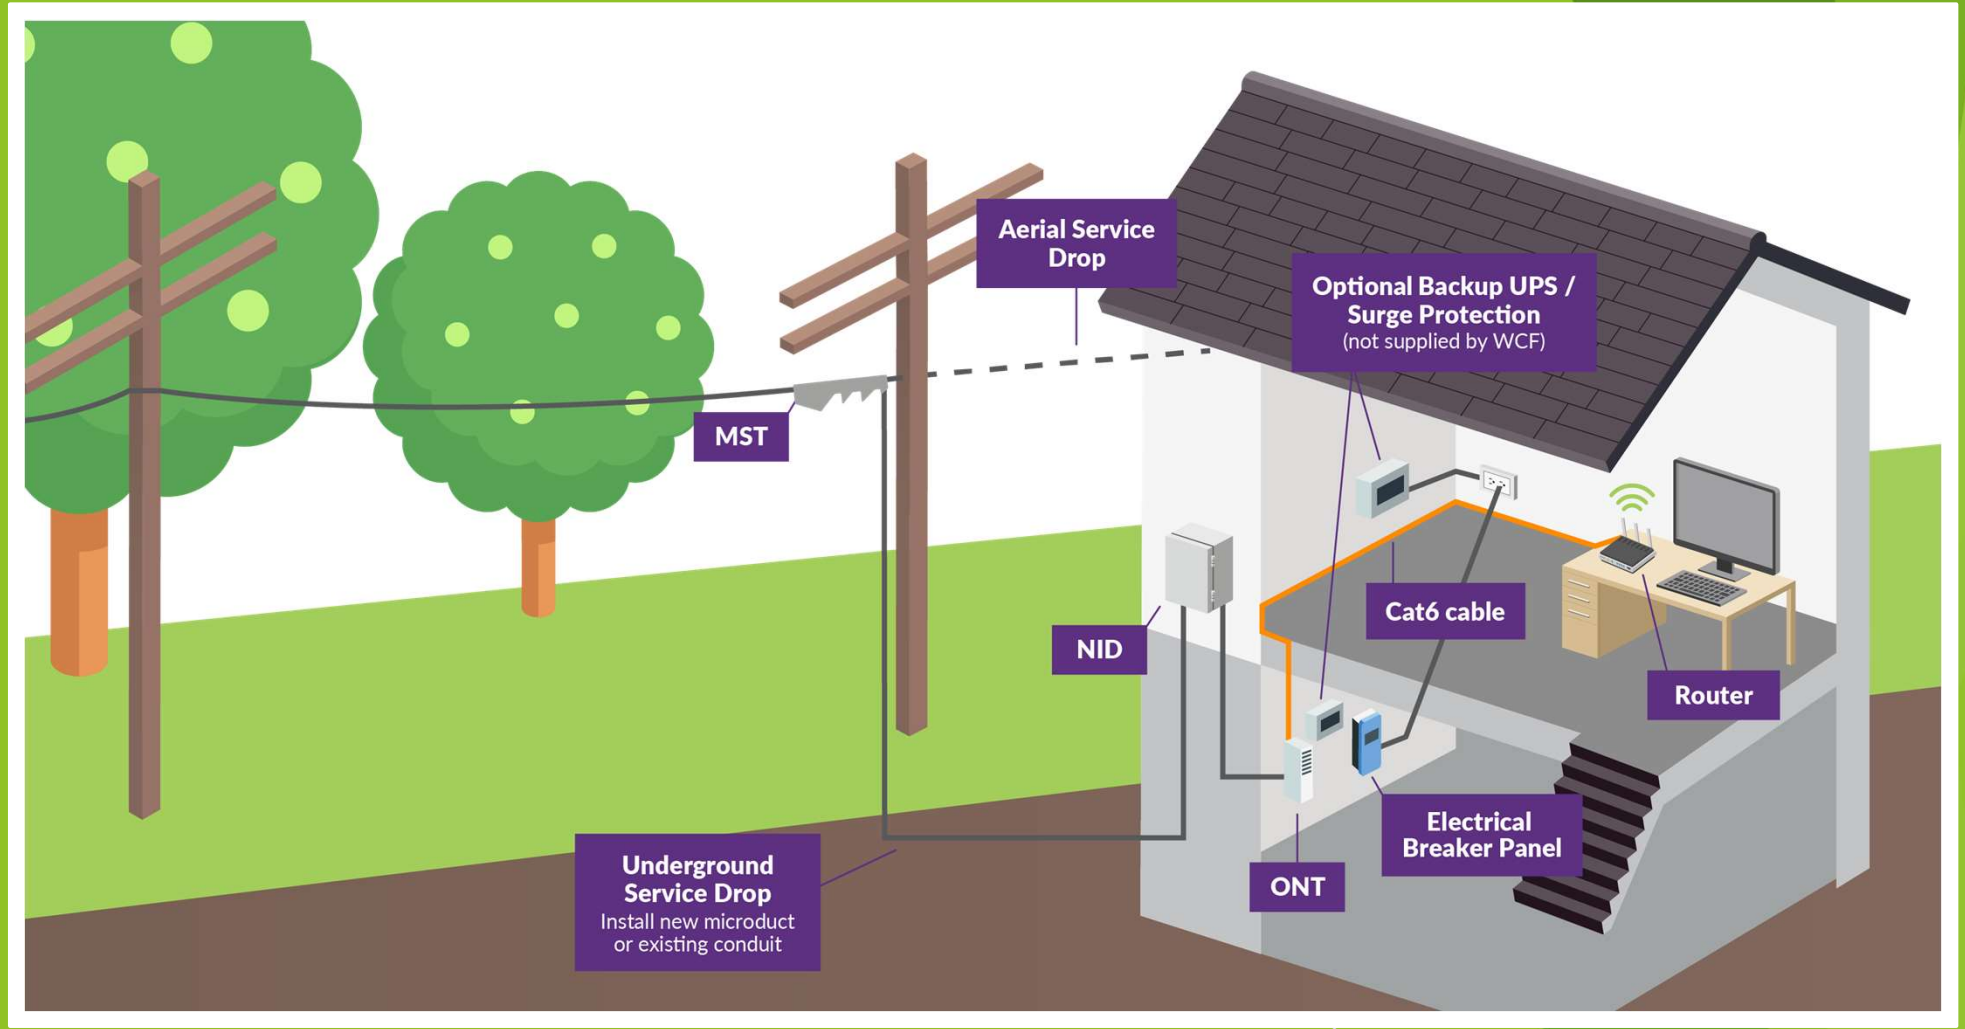 Aerial Service
Drop
Optional Backup UPS /
Surge Protection
(not supplied by WCF)
MST
Cat6 cable
NID
Router
Electrical
Breaker Panel
Underground
Service Drop
Install new microduct
or existing conduit
ONT